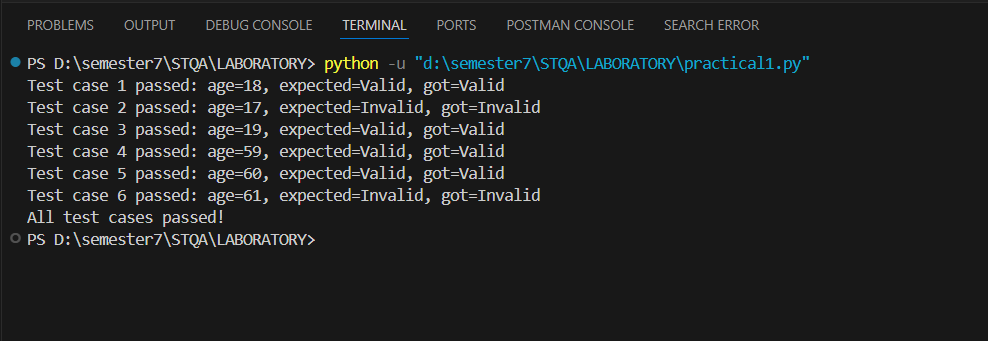 PROBLEMS OUTPUT DEBUG CONSOLE TERMINAL PORTS POSTMAN CONSOLE SEARCH ERROR
PS D:\semester7\STQA\LABORATORY> python -u "d:\semester7\STQA\LABORATORY\practical1.py"
Test case 1 passed: age=18, expected=Valid, got=Valid
Test case 2 passed: age=17, expected=Invalid, got=Invalid
Test case 3 passed: age=19, expected=Valid, got=Valid
Test case 4 passed: age=59, expected=Valid, got=Valid
Test case 5 passed: age=60, expected=Valid, got=Valid
Test case 6 passed: age=61, expected=Invalid, got=Invalid
All test cases passed!
PS D:\semester7\STQA\LABORATORY>